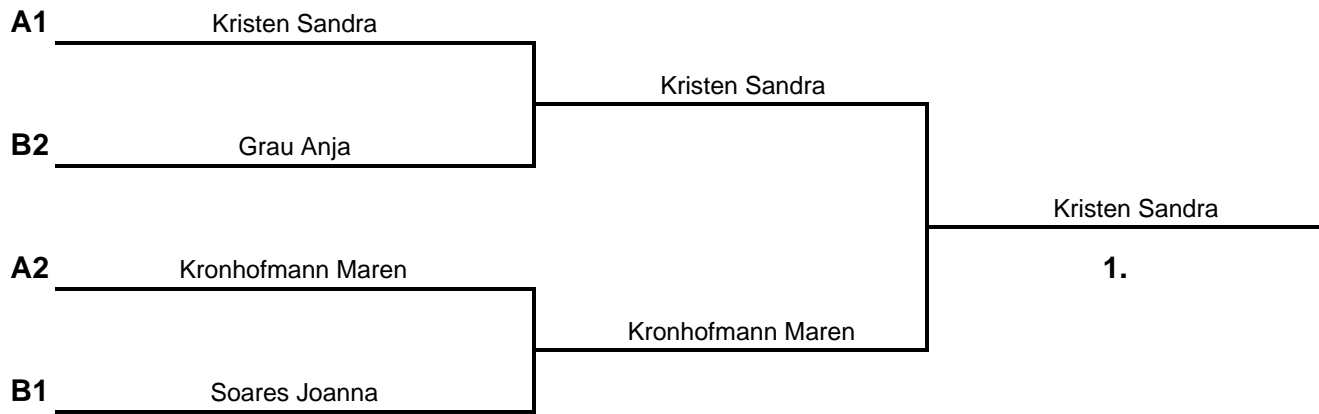 A1 Kristen Sandra
Kristen Sandra
B2 Grau Anja
Kristen Sandra
A2 Kronhofmann Maren
1.
Kronhofmann Maren
B1 Soares Joanna